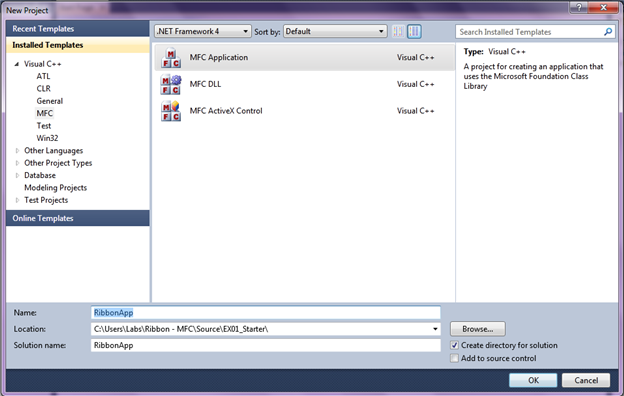 New Project
Recent Templates
Installed Templates
Visual C++
ATL
CLR
General
MFC
Test
Win32
Other Languages
Other Project Types
Database
Modeling Projects
Test Projects
Online Templates
.NET Framework 4 Sort by: Default
MFC Application Visual C++
MFC DLL Visual C++
MFC ActiveX Control Visual C++
Search Installed Templates
Type: Visual C++
A project for creating an application that
uses the Microsoft Foundation Class
Library
Name: RibbonApp
Location: C:\Users\Labs\Ribbon - MFC\Source\EX01_Starter\ Browse...
Solution name: RibbonApp Create directory for solution
Add to source control
OK Cancel